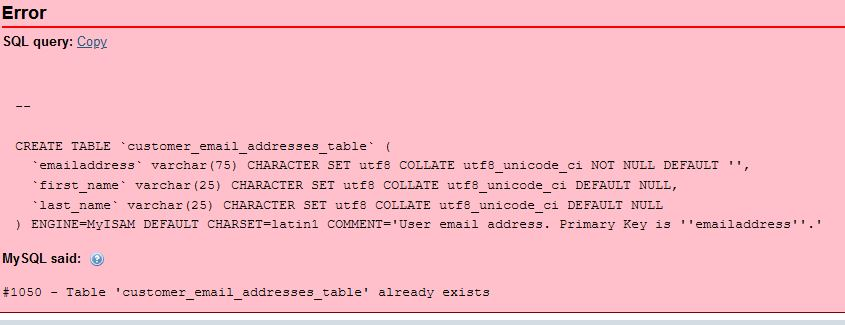 Error
SQL query: Copy
--
CREATE TABLE `customer_email_addresses_table` (
`emailaddress` varchar(75) CHARACTER SET utf8 COLLATE utf8_unicode_ci NOT NULL DEFAULT '',
`first_name` varchar(25) CHARACTER SET utf8 COLLATE utf8_unicode_ci DEFAULT NULL,
`last_name` varchar(25) CHARACTER SET utf8 COLLATE utf8_unicode_ci DEFAULT NULL
) ENGINE=MyISAM DEFAULT CHARSET=latin1 COMMENT='User email address. Primary Key is ''emailaddress''.'
MySQL said: ?
#1050 - Table 'customer_email_addresses_table' already exists